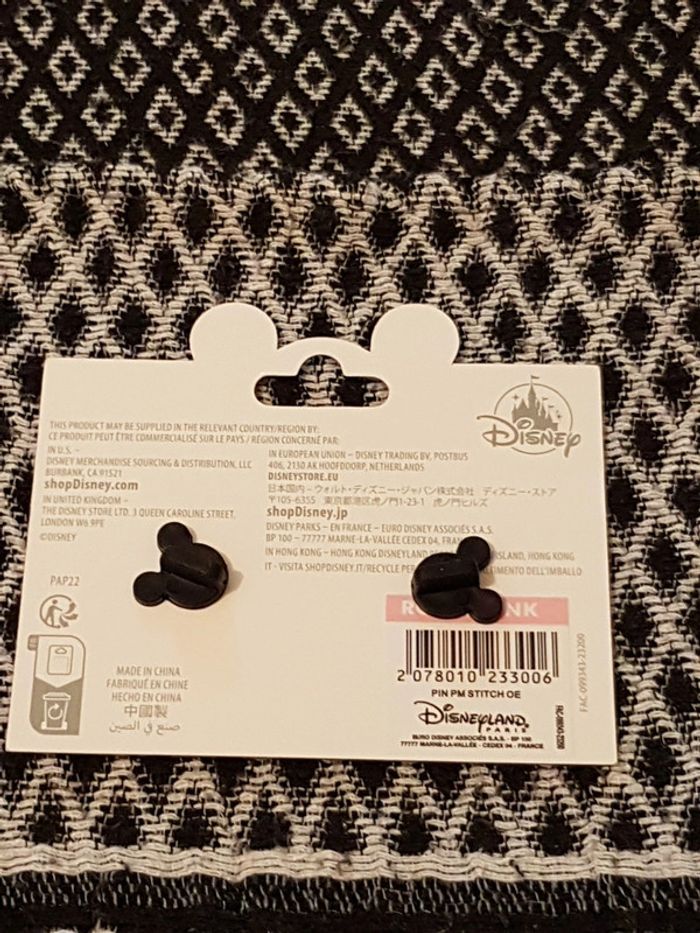 THIS PRODUCT MAY BE SUPPLIED IN THE RELEVANT COUNTRY/REGION BY:
CE PRODUIT PEUT ÊTRE COMMERCIALISÉ SUR LE PAYS / RÉGION CONCERNÉ PAR:
IN U.S. -
DISNEY MERCHANDISE SOURCING & DISTRIBUTION, LLC
BURBANK, CA 91521
shopDisney.com
IN UNITED KINGDOM -
THE DISNEY STORE LTD. 3 QUEEN CAROLINE STREET,
LONDON W6 9PE
©DISNEY
IN EUROPEAN UNION - DISNEY TRADING BV, POSTBUS
406, 2130 AK HOOFDDORP, NETHERLANDS
DISNEYSTORE.EU
日本国内-ウォルト・ディズニー・ジャパン株式会社 ディズニー・ストア
〒105-6355 東京都港区虎ノ門1-23-1 虎ノ門ヒルズ
shopDisney.jp
DISNEY PARKS - EN FRANCE - EURO DISNEY ASSOCIÉS S.A.S.
BP 100 - 77777 MARNE-LA-VALLÉE CEDEX 04, FRAN
IN HONG KONG - HONG KONG DISNEYLAND ISLAND, HONG KONG
IT - VISITA SHOPDISNEY.IT/RECYCLE PER DELL'IMBALLO
Disney
PAP22
MADE IN CHINA
FABRIQUÉ EN CHINE
HECHO EN CHINA
中國製
صنع في الصين
2 078010 233006
PIN PM STITCH OE
Disneyland
PARIS
EURO DISNEY ASSOCIÉS S.A.S. - BP 100
77777 MARNE-LA-VALLÉE - CEDEX 04 - FRANCE
FAC-099343-23200